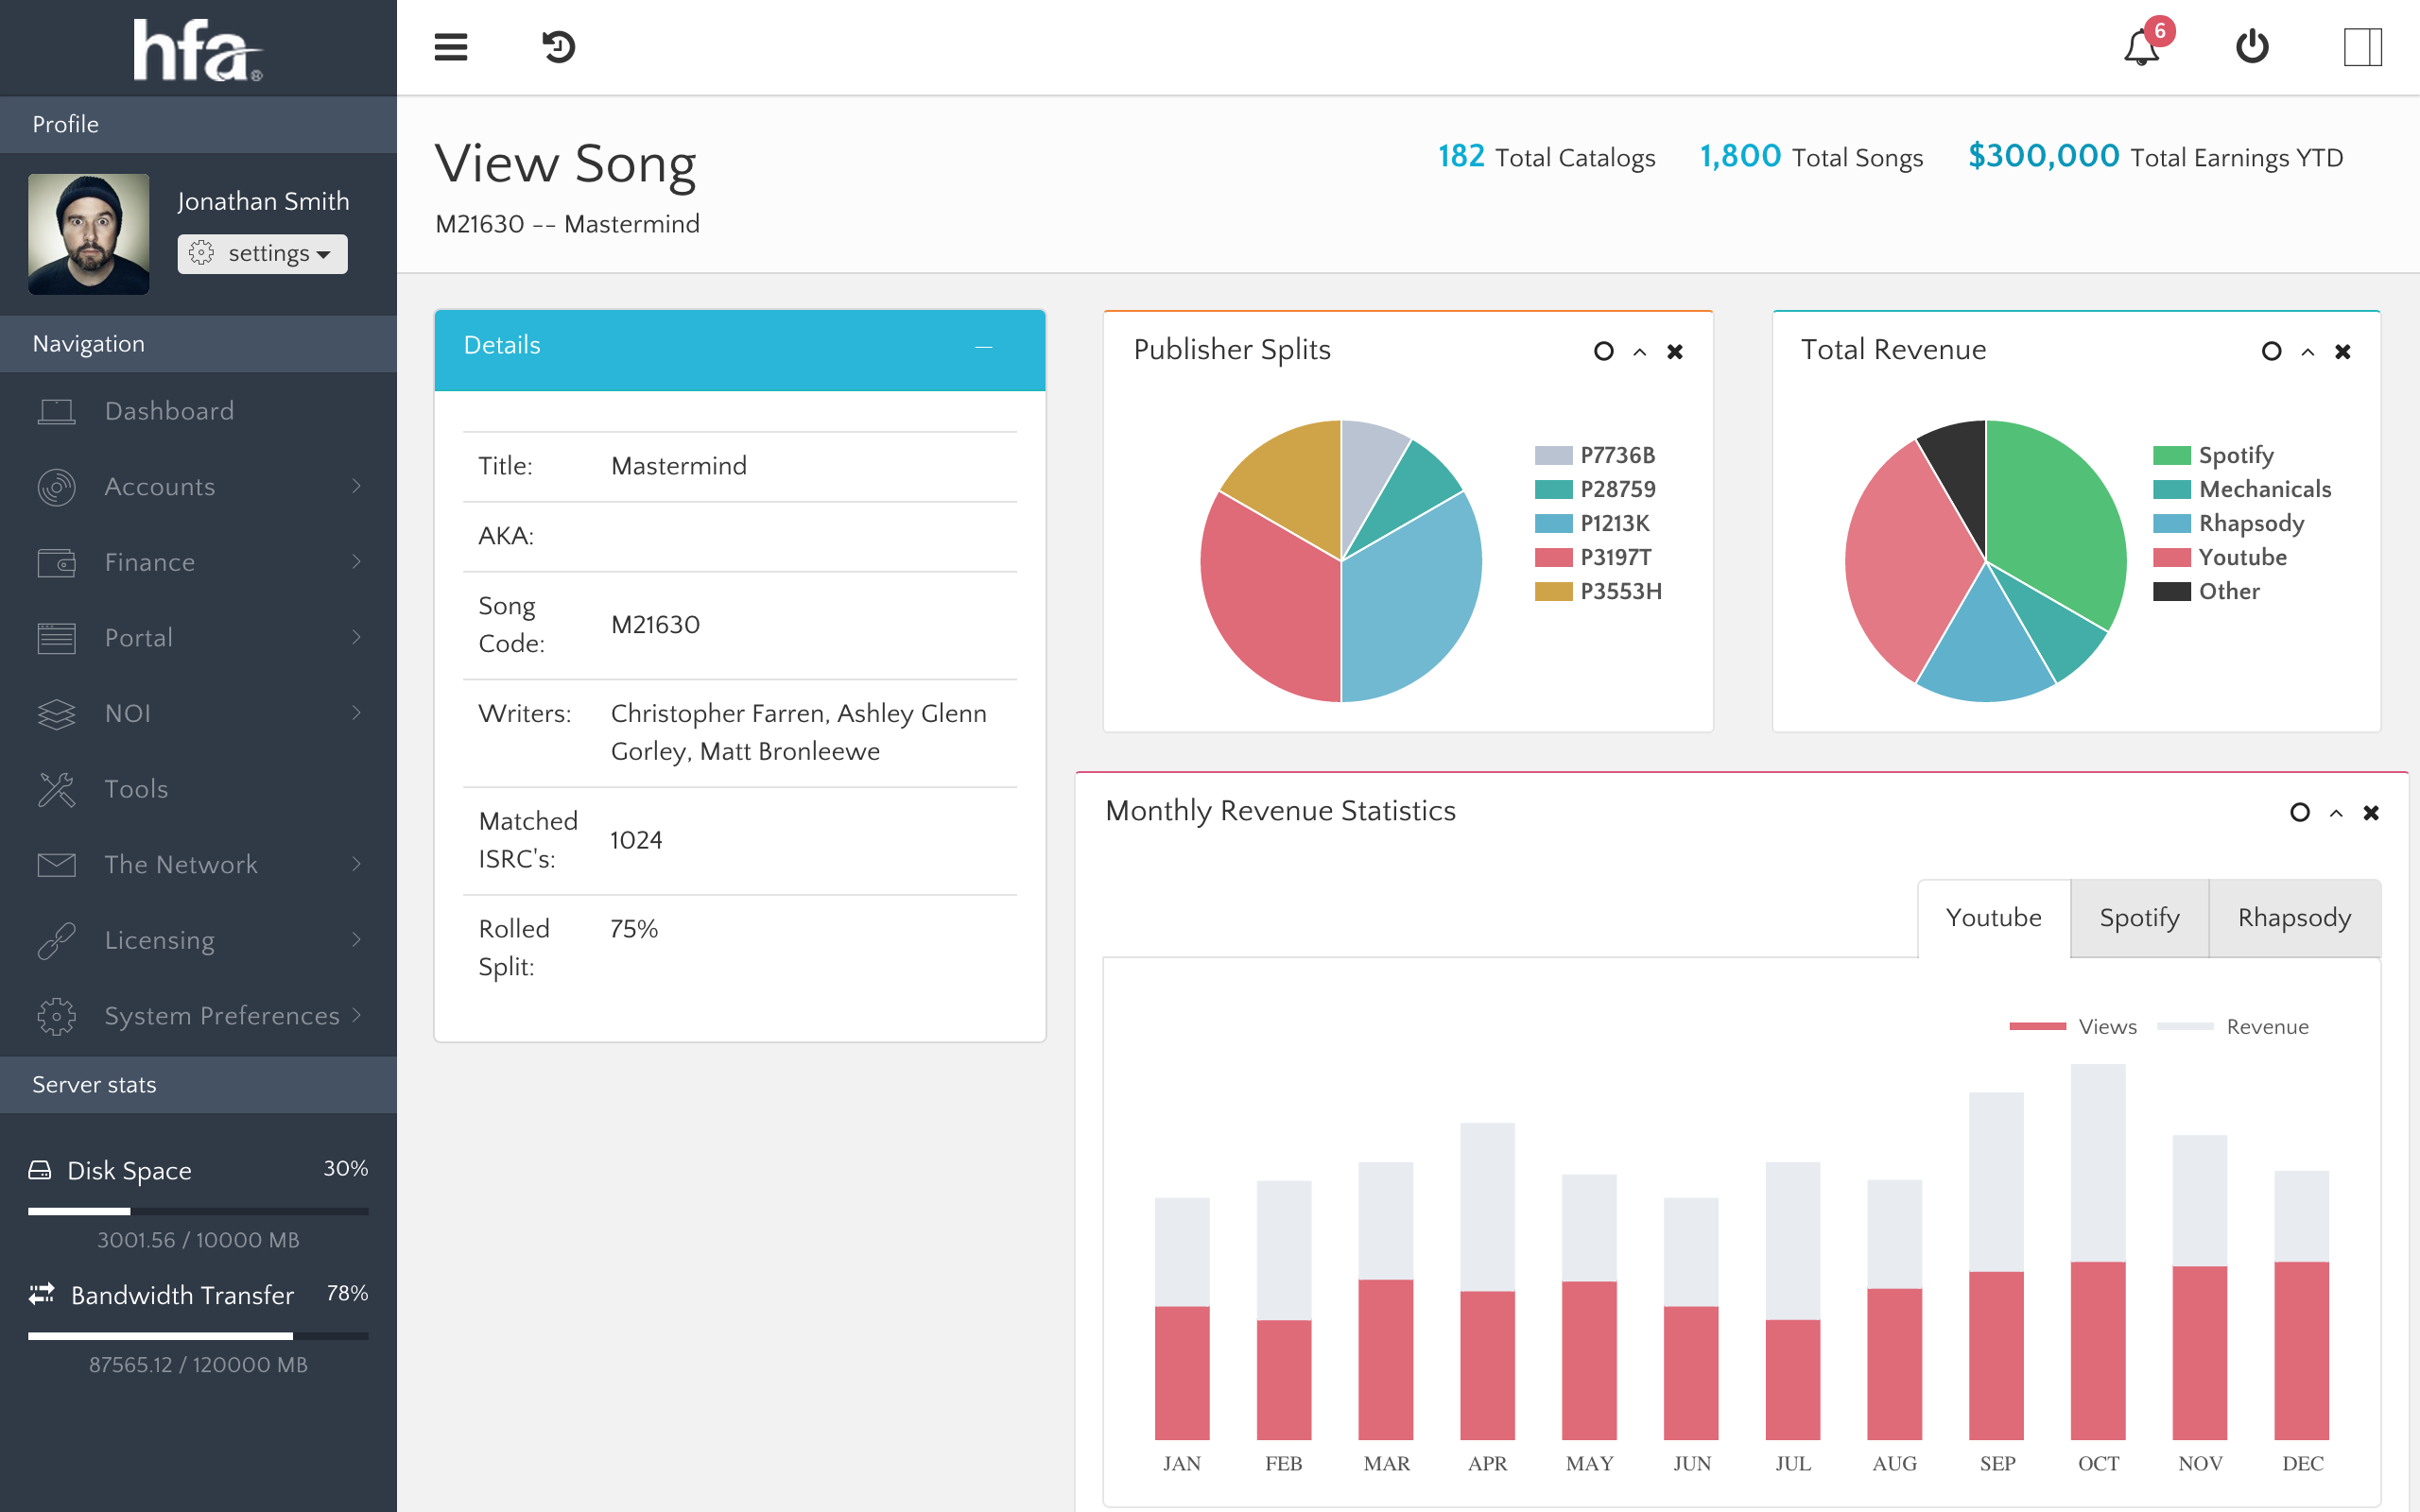 hfa®
Profile
Jonathan Smith
settings
Navigation
Dashboard
Accounts
Finance
Portal
NOI
Tools
The Network
Licensing
System Preferences
Server stats
Disk Space 30%
3001.56 / 10000 MB
Bandwidth Transfer 78%
87565.12 / 120000 MB
6
View Song
M21630 -- Mastermind
182 Total Catalogs 1,800 Total Songs $300,000 Total Earnings YTD
Details
Title: Mastermind
AKA:
Song
Code:
M21630
Writers: Christopher Farren, Ashley Glenn
Gorley, Matt Bronleewe
Matched
ISRC's:
1024
Rolled
Split:
75%
Publisher Splits
P7736B
P28759
P1213K
P3197T
P3553H
Total Revenue
Spotify
Mechanicals
Rhapsody
Youtube
Other
Monthly Revenue Statistics
Youtube Spotify Rhapsody
Views Revenue
JAN FEB MAR APR MAY JUN JUL AUG SEP OCT NOV DEC